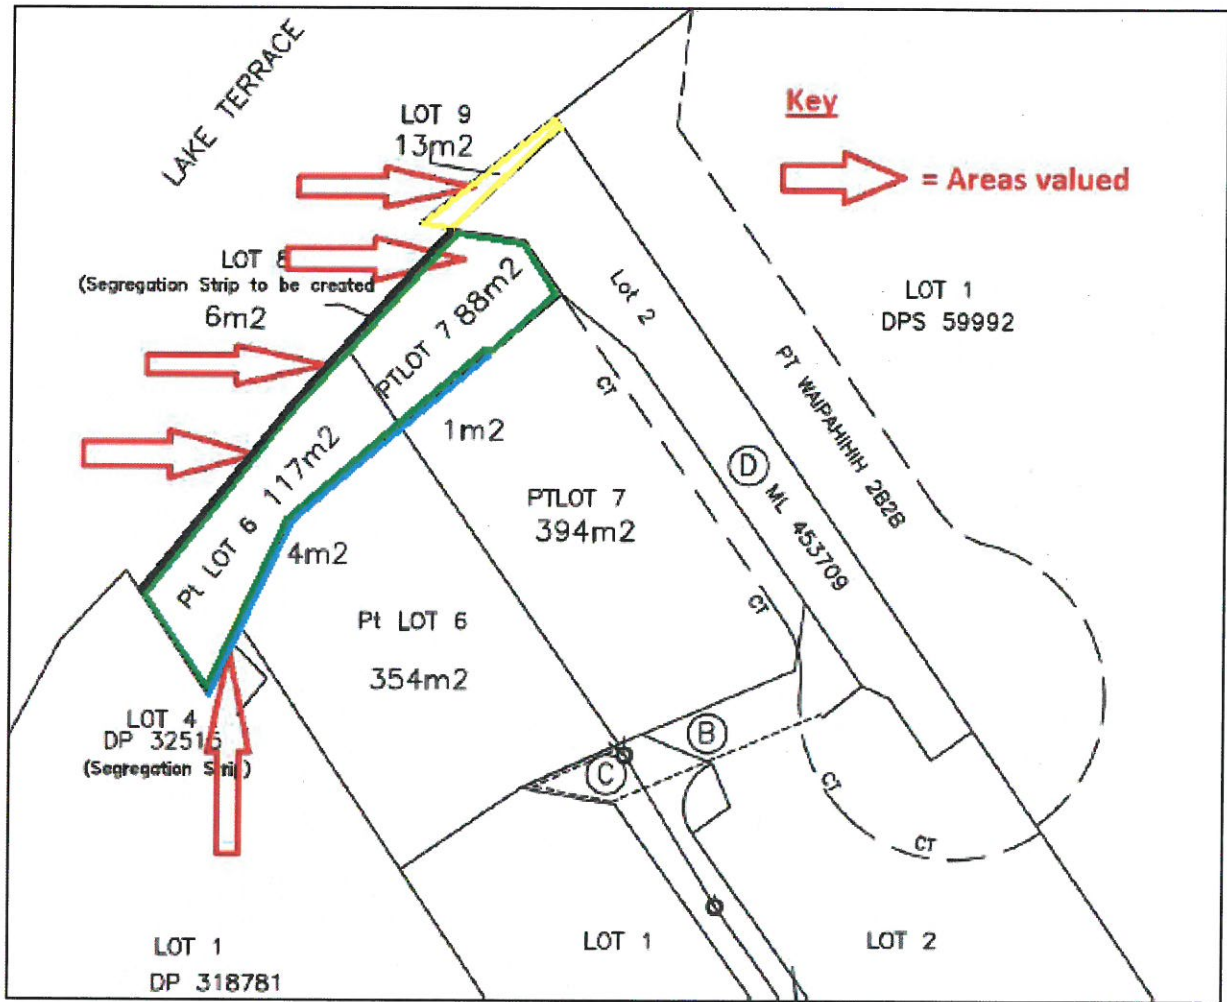 LAKE TERRACE
LOT 9
13m2
Key
= Areas valued
LOT 8
(Segregation Strip to be created
6m2
PTLOT 7 88m2
Lot 2
LOT 1
DPS 59992
PT WAIPAHIHIH 2B2B
CT
1m2
Pt LOT 6 117m2
4m2
PTLOT 7
394m2
D
ML 453709
CT
Pt LOT 6
354m2
LOT 4
DP 32515
(Segregation Strip)
B
C
CT
CT
LOT 1
DP 318781
LOT 1
LOT 2